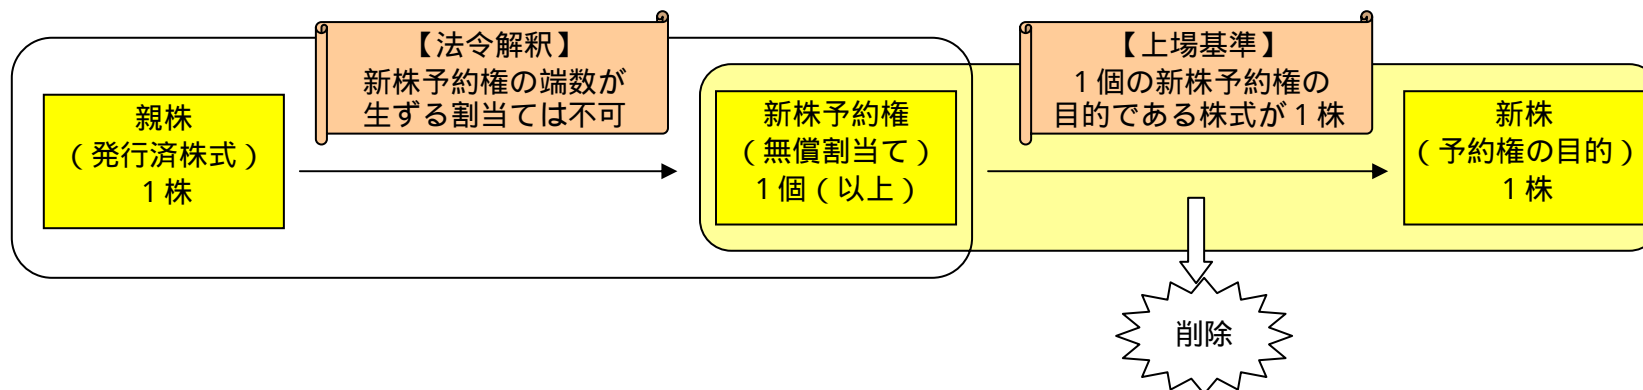 【法令解釈】
新株予約権の端数が
生ずる割当ては不可
【上場基準】
1個の新株予約権の
目的である株式が1株
親株
（発行済株式）
1株
新株予約権
（無償割当て）
1個（以上）
新株
（予約権の目的）
1株
削除